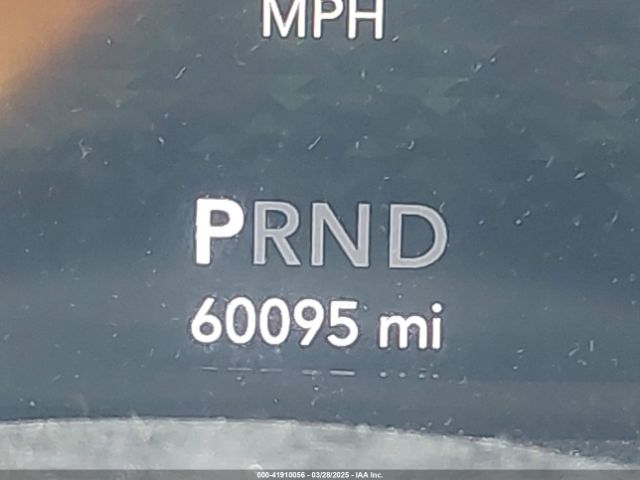 MPH
PRND
60095 mi
000-41910056 - 03/28/2025 - IAA Inc.